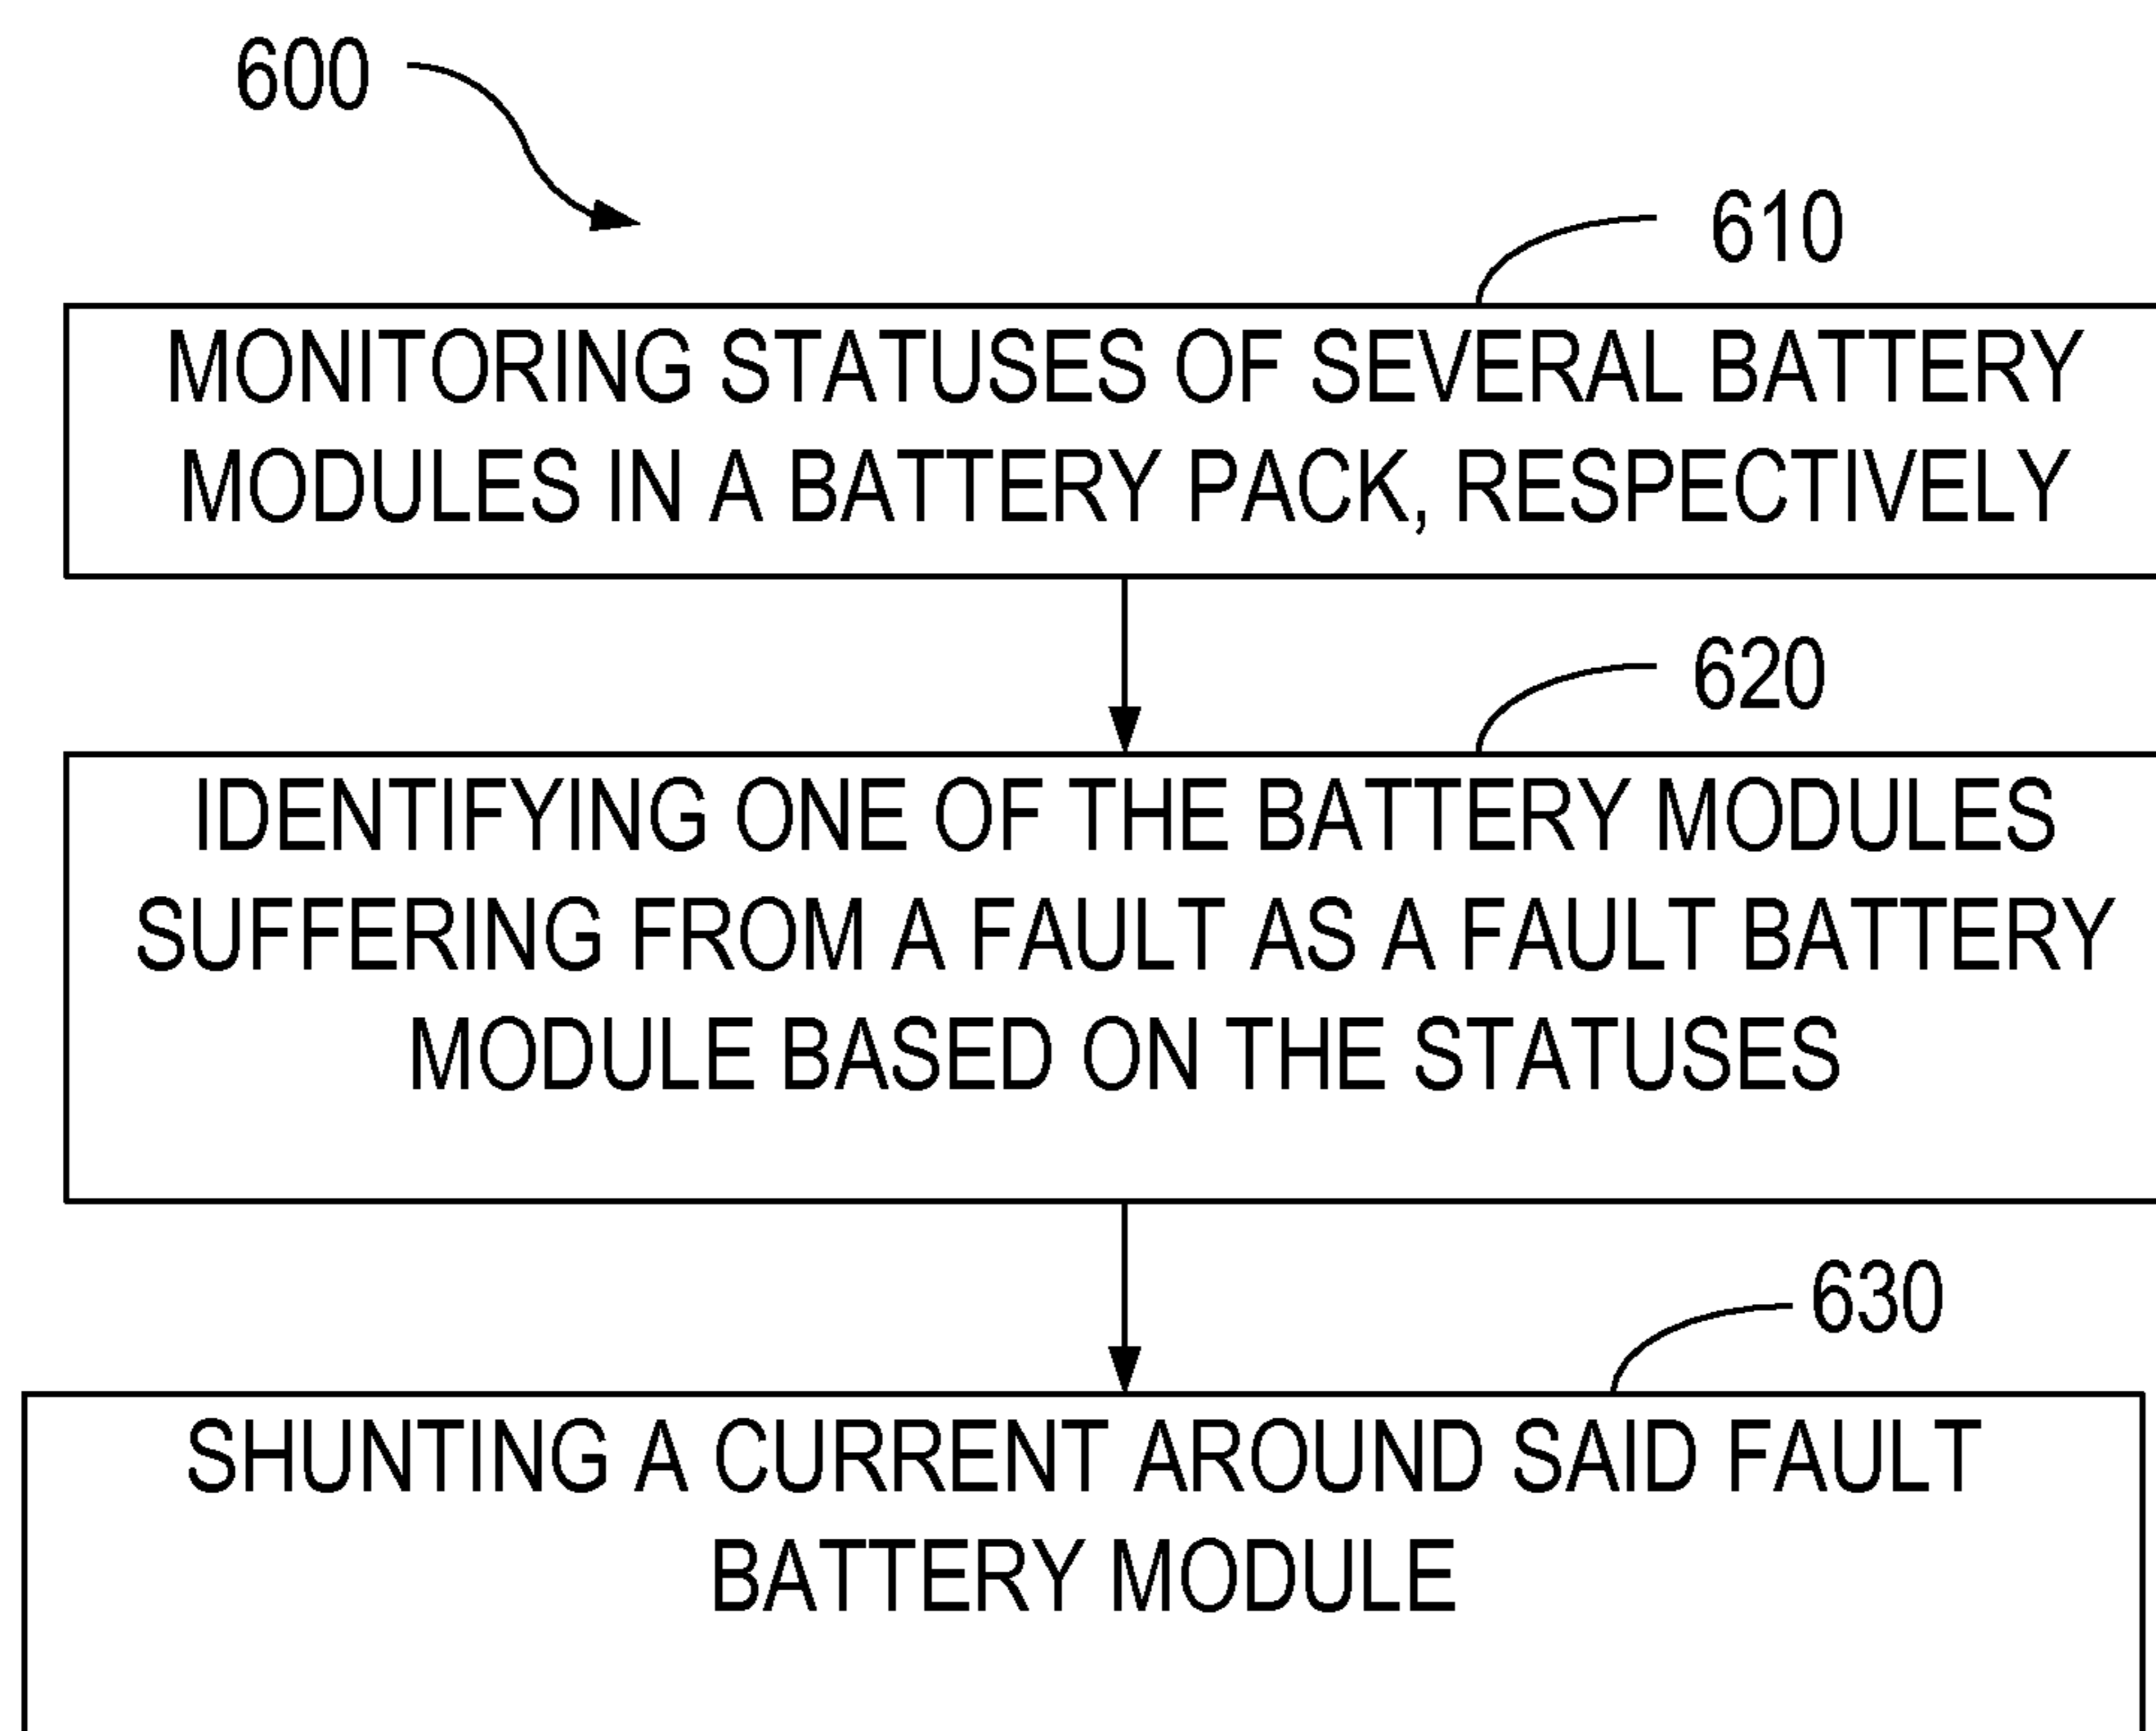 600
610
MONITORING STATUSES OF SEVERAL BATTERY
MODULES IN A BATTERY PACK, RESPECTIVELY
620
IDENTIFYING ONE OF THE BATTERY MODULES
SUFFERING FROM A FAULT AS A FAULT BATTERY
MODULE BASED ON THE STATUSES
630
SHUNTING A CURRENT AROUND SAID FAULT
BATTERY MODULE